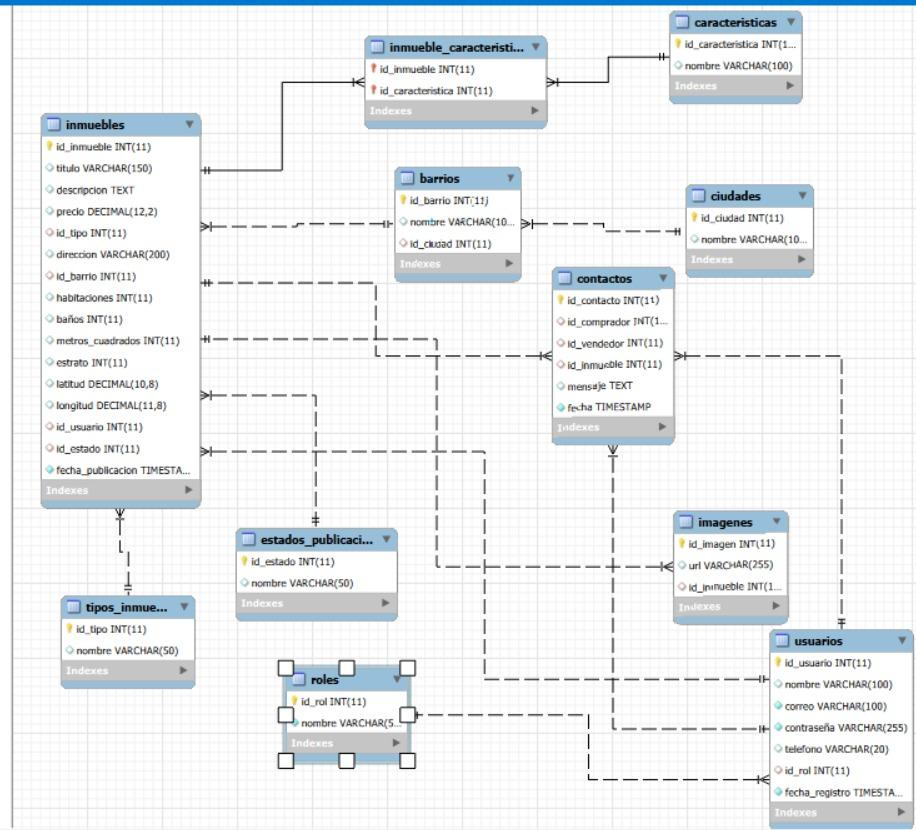 caracteristicas
id_caracteristica INT(1...
nombre VARCHAR(100)
Indexes
inmueble_caracteristi...
id_inmueble INT(11)
id_caracteristica INT(11)
Indexes
inmuebles
id_inmueble INT(11)
titulo VARCHAR(150)
descripcion TEXT
precio DECIMAL(12,2)
id_tipo INT(11)
direccion VARCHAR(200)
id_barrio INT(11)
habitaciones INT(11)
baños INT(11)
metros_cuadrados INT(11)
estrato INT(11)
latitud DECIMAL(10,8)
longitud DECIMAL(11,8)
id_usuario INT(11)
id_estado INT(11)
fecha_publicacion TIMESTA...
Indexes
barrios
id_barrio INT(11)
nombre VARCHAR(10...
id_ciudad INT(11)
Indexes
ciudades
id_ciudad INT(11)
nombre VARCHAR(10...
Indexes
contactos
id_contacto INT(11)
id_comprador INT(1...
id_vendedor INT(11)
id_inmueble INT(11)
mensaje TEXT
fecha TIMESTAMP
Indexes
estados_publicaci...
id_estado INT(11)
nombre VARCHAR(50)
Indexes
imagenes
id_imagen INT(11)
url VARCHAR(255)
id_inmueble INT(1...
Indexes
tipos_inmue...
id_tipo INT(11)
nombre VARCHAR(50)
Indexes
roles
id_rol INT(11)
nombre VARCHAR(5...
Indexes
usuarios
id_usuario INT(11)
nombre VARCHAR(100)
correo VARCHAR(100)
contraseña VARCHAR(255)
telefono VARCHAR(20)
id_rol INT(11)
fecha_registro TIMESTA...
Indexes